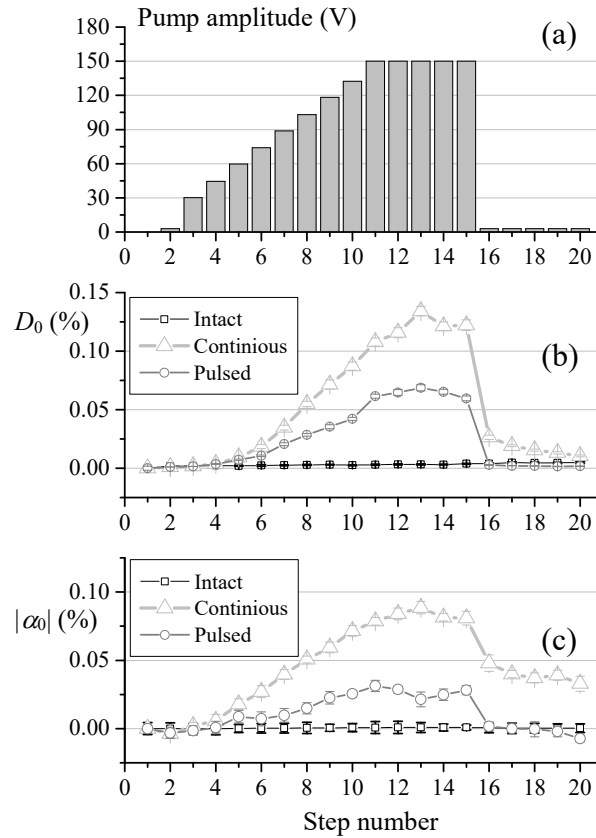 Pump amplitude (V)
(a)
180
150
120
90
60
30
0
0 2 4 6 8 10 12 14 16 18 20
0.15
D0 (%)
0.10
0.05
0.00
Intact
Continious
Pulsed
(b)
0 2 4 6 8 10 12 14 16 18 20
0.10
|α0| (%)
0.05
0.00
Intact
Continious
Pulsed
(c)
0 2 4 6 8 10 12 14 16 18 20
Step number